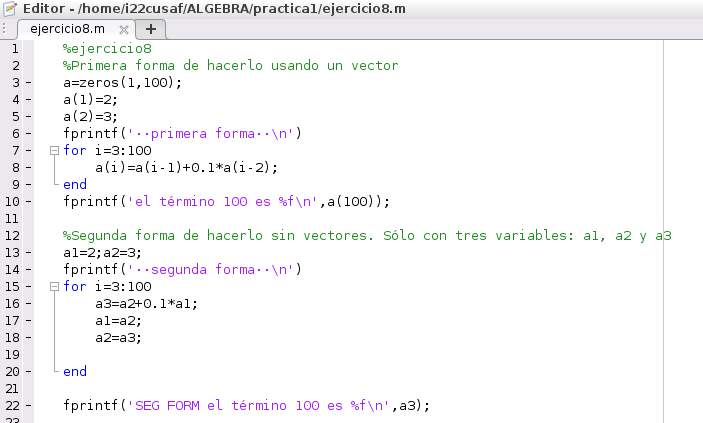 Editor - /home/i22cusaf/ALGEBRA/practica1/ejercicio8.m
ejercicio8.m
1 %ejercicio8
2 %Primera forma de hacerlo usando un vector
3 - a=zeros(1,100);
4 - a(1)=2;
5 - a(2)=3;
6 - fprintf('··primera forma··\n')
7 - for i=3:100
8 - a(i)=a(i-1)+0.1*a(i-2);
9 - end
10 - fprintf('el término 100 es %f\n',a(100));
11
12 %Segunda forma de hacerlo sin vectores. Sólo con tres variables: a1, a2 y a3
13 - a1=2;a2=3;
14 - fprintf('··segunda forma··\n')
15 - for i=3:100
16 - a3=a2+0.1*a1;
17 - a1=a2;
18 - a2=a3;
19
20 - end
21
22 - fprintf('SEG FORM el término 100 es %f\n',a3);
23